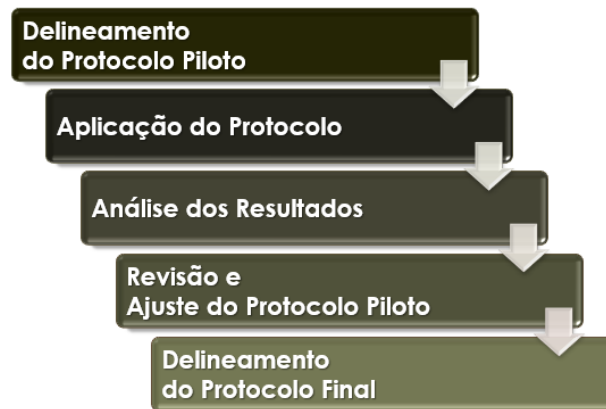 Delineamento
do Protocolo Piloto
Aplicação do Protocolo
Análise dos Resultados
Revisão e
Ajuste do Protocolo Piloto
Delineamento
do Protocolo Final